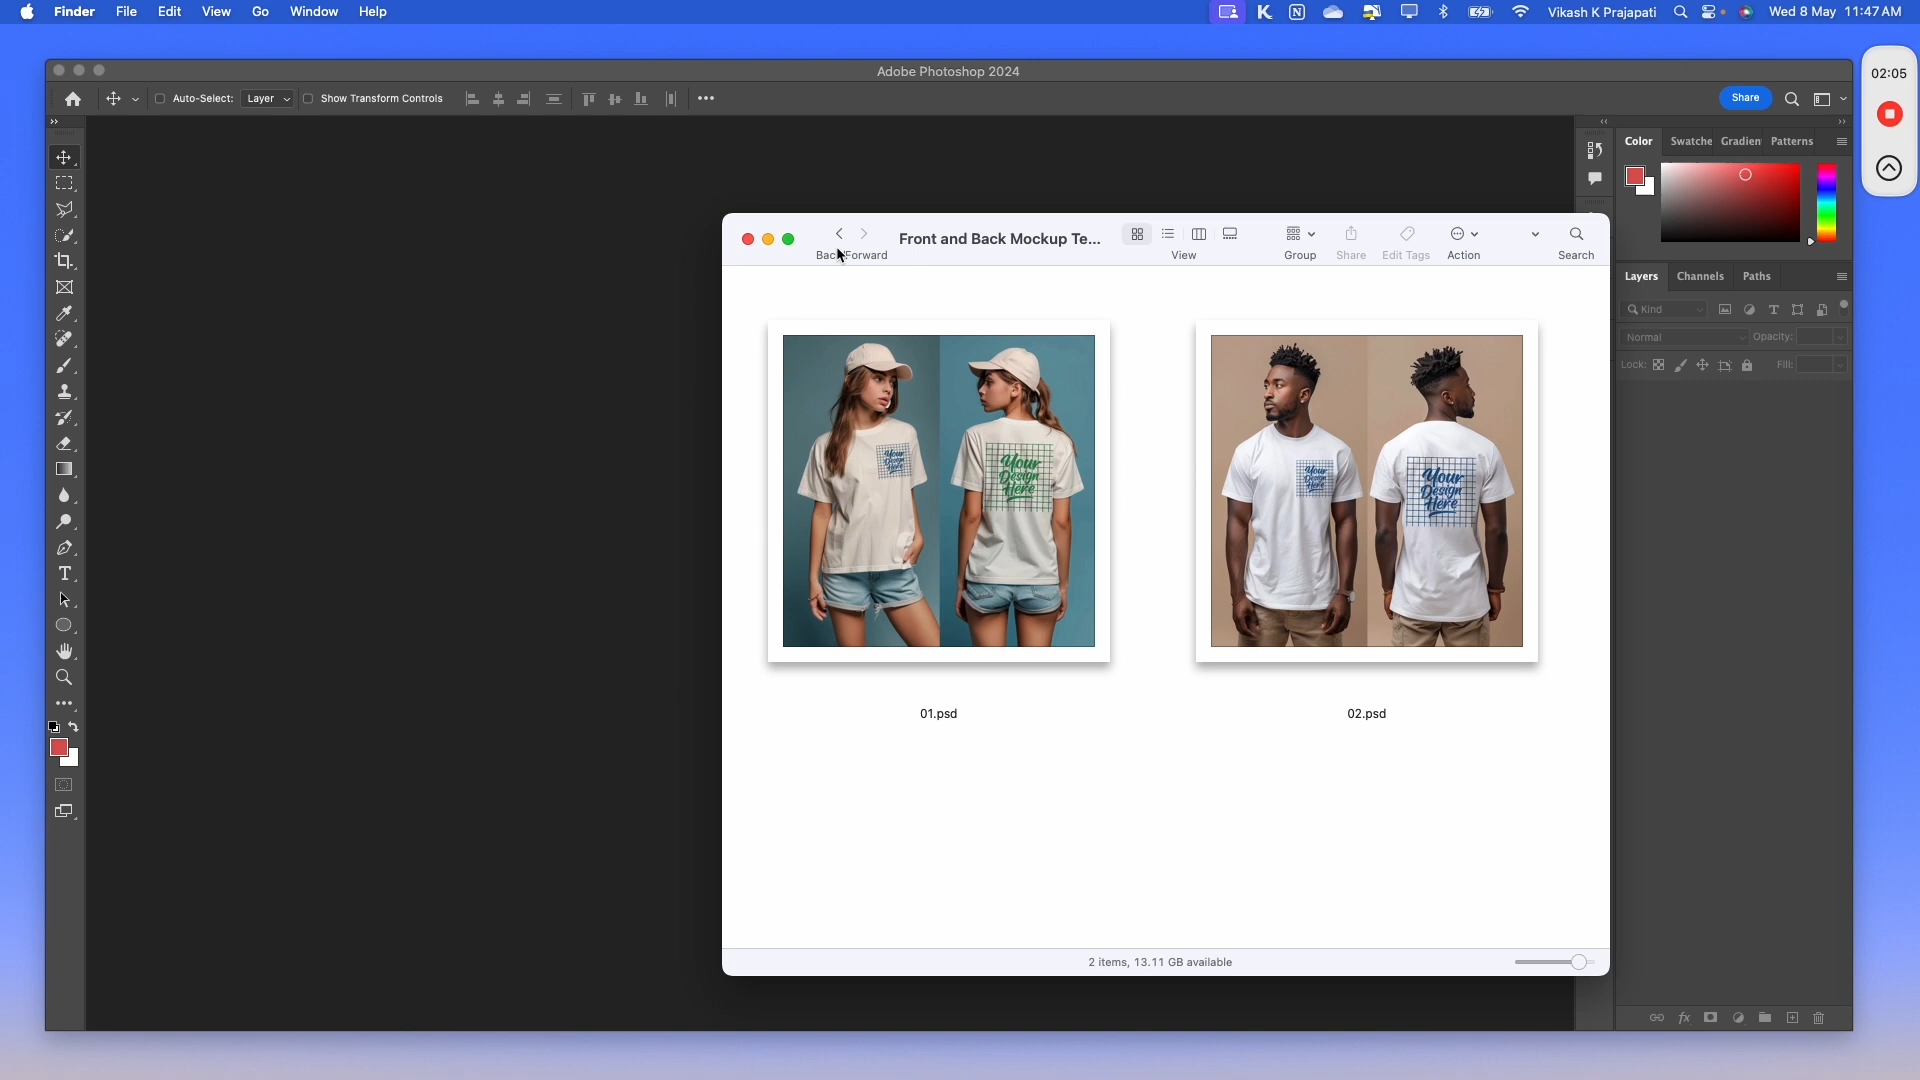 Finder File Edit View Go Window Help
K N Vikash K Prajapati Wed 8 May 11:47 AM
Adobe Photoshop 2024
02:05
Auto-Select: Layer Show Transform Controls
Share
Color Swatche Gradien Patterns
Front and Back Mockup Te...
Back Forward View Group Share Edit Tags Action Search
Layers Channels Paths
Kind
Normal Opacity:
Lock: Fill:
Your
Design
Here
Your
Design
Here
Your
Design
Here
Your
Design
Here
01.psd
02.psd
2 items, 13.11 GB available
fx